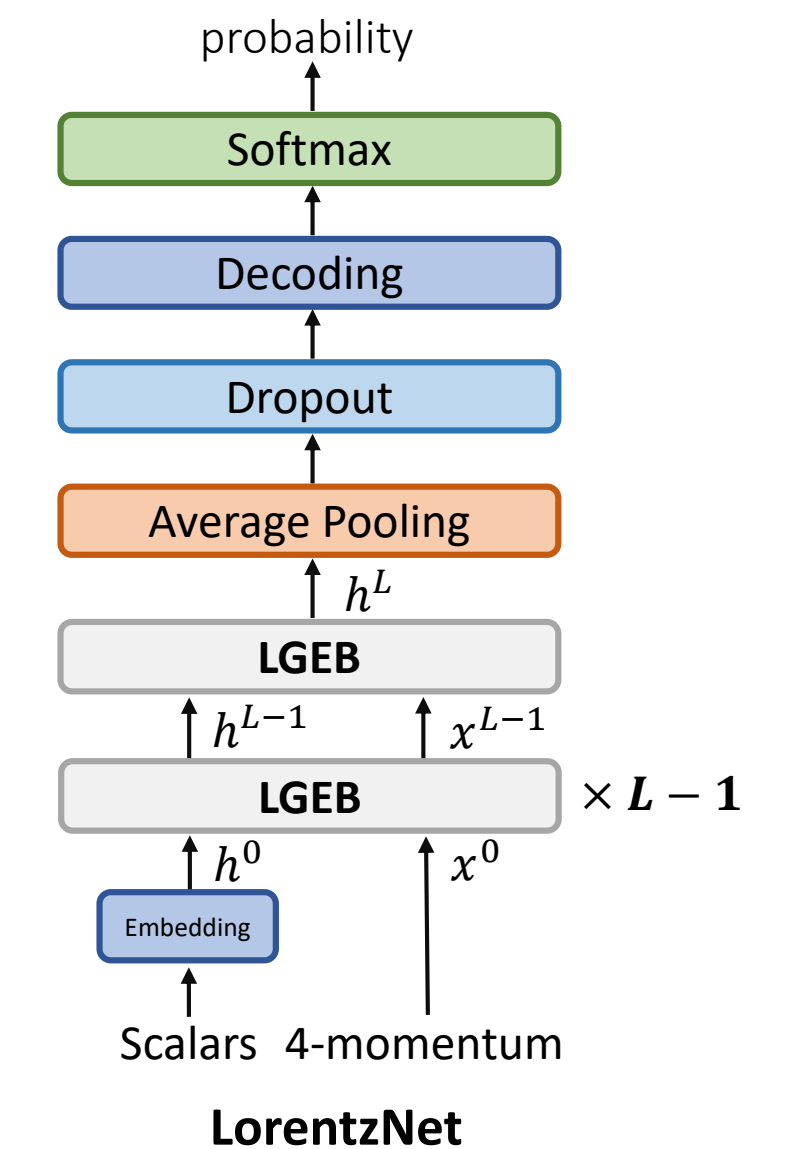 probability
Softmax
Decoding
Dropout
Average Pooling
h^L
LGEB
h^{L−1} x^{L−1}
LGEB × L − 1
h^0 x^0
Embedding
Scalars 4-momentum
LorentzNet